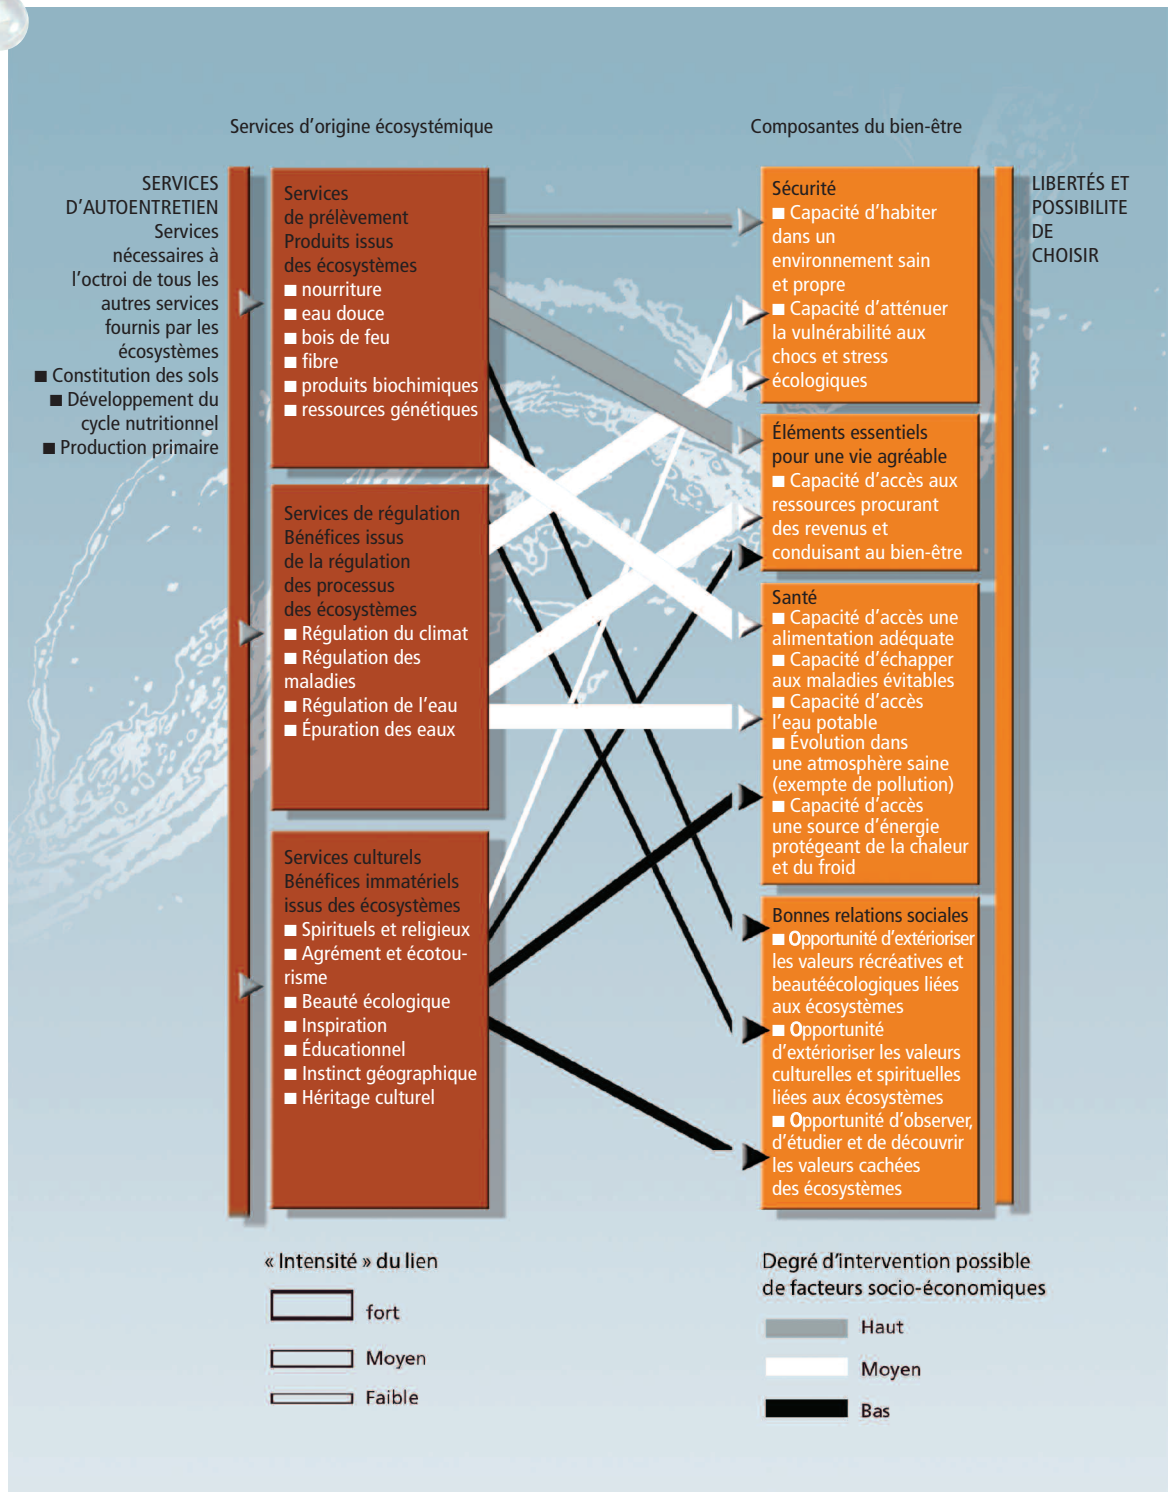 Services d'origine écosystémique
Composantes du bien-être
SERVICES
D'AUTOENTRETIEN
Services
nécessaires à
l'octroi de tous les
autres services
fournis par les
écosystèmes
■ Constitution des sols
■ Développement du
cycle nutritionnel
■ Production primaire
Services
de prélèvement
Produits issus
des écosystèmes
■ nourriture
■ eau douce
■ bois de feu
■ fibre
■ produits biochimiques
■ ressources génétiques
Services de régulation
Bénéfices issus
de la régulation
des processus
des écosystèmes
■ Régulation du climat
■ Régulation des
maladies
■ Régulation de l'eau
■ Épuration des eaux
Services culturels
Bénéfices immatériels
issus des écosystèmes
■ Spirituels et religieux
■ Agrément et écotou-
risme
■ Beauté écologique
■ Inspiration
■ Éducationnel
■ Instinct géographique
■ Héritage culturel
Sécurité
■ Capacité d'habiter
dans un
environnement sain
et propre
■ Capacité d'atténuer
la vulnérabilité aux
chocs et stress
écologiques
Éléments essentiels
pour une vie agréable
■ Capacité d'accès aux
ressources procurant
des revenus et
conduisant au bien-être
Santé
■ Capacité d'accès une
alimentation adéquate
■ Capacité d'échapper
aux maladies évitables
■ Capacité d'accès
l'eau potable
■ Évolution dans
une atmosphère saine
(exempte de pollution)
■ Capacité d'accès
une source d'énergie
protégeant de la chaleur
et du froid
Bonnes relations sociales
■ Opportunité d'extérioriser
les valeurs récréatives et
beautéécologiques liées
aux écosystèmes
■ Opportunité
d'extérioriser les valeurs
culturelles et spirituelles
liées aux écosystèmes
■ Opportunité d'observer,
d'étudier et de découvrir
les valeurs cachées
des écosystèmes
LIBERTÉS ET
POSSIBILITE
DE
CHOISIR
« Intensité » du lien
fort
Moyen
Faible
Degré d'intervention possible
de facteurs socio-économiques
Haut
Moyen
Bas